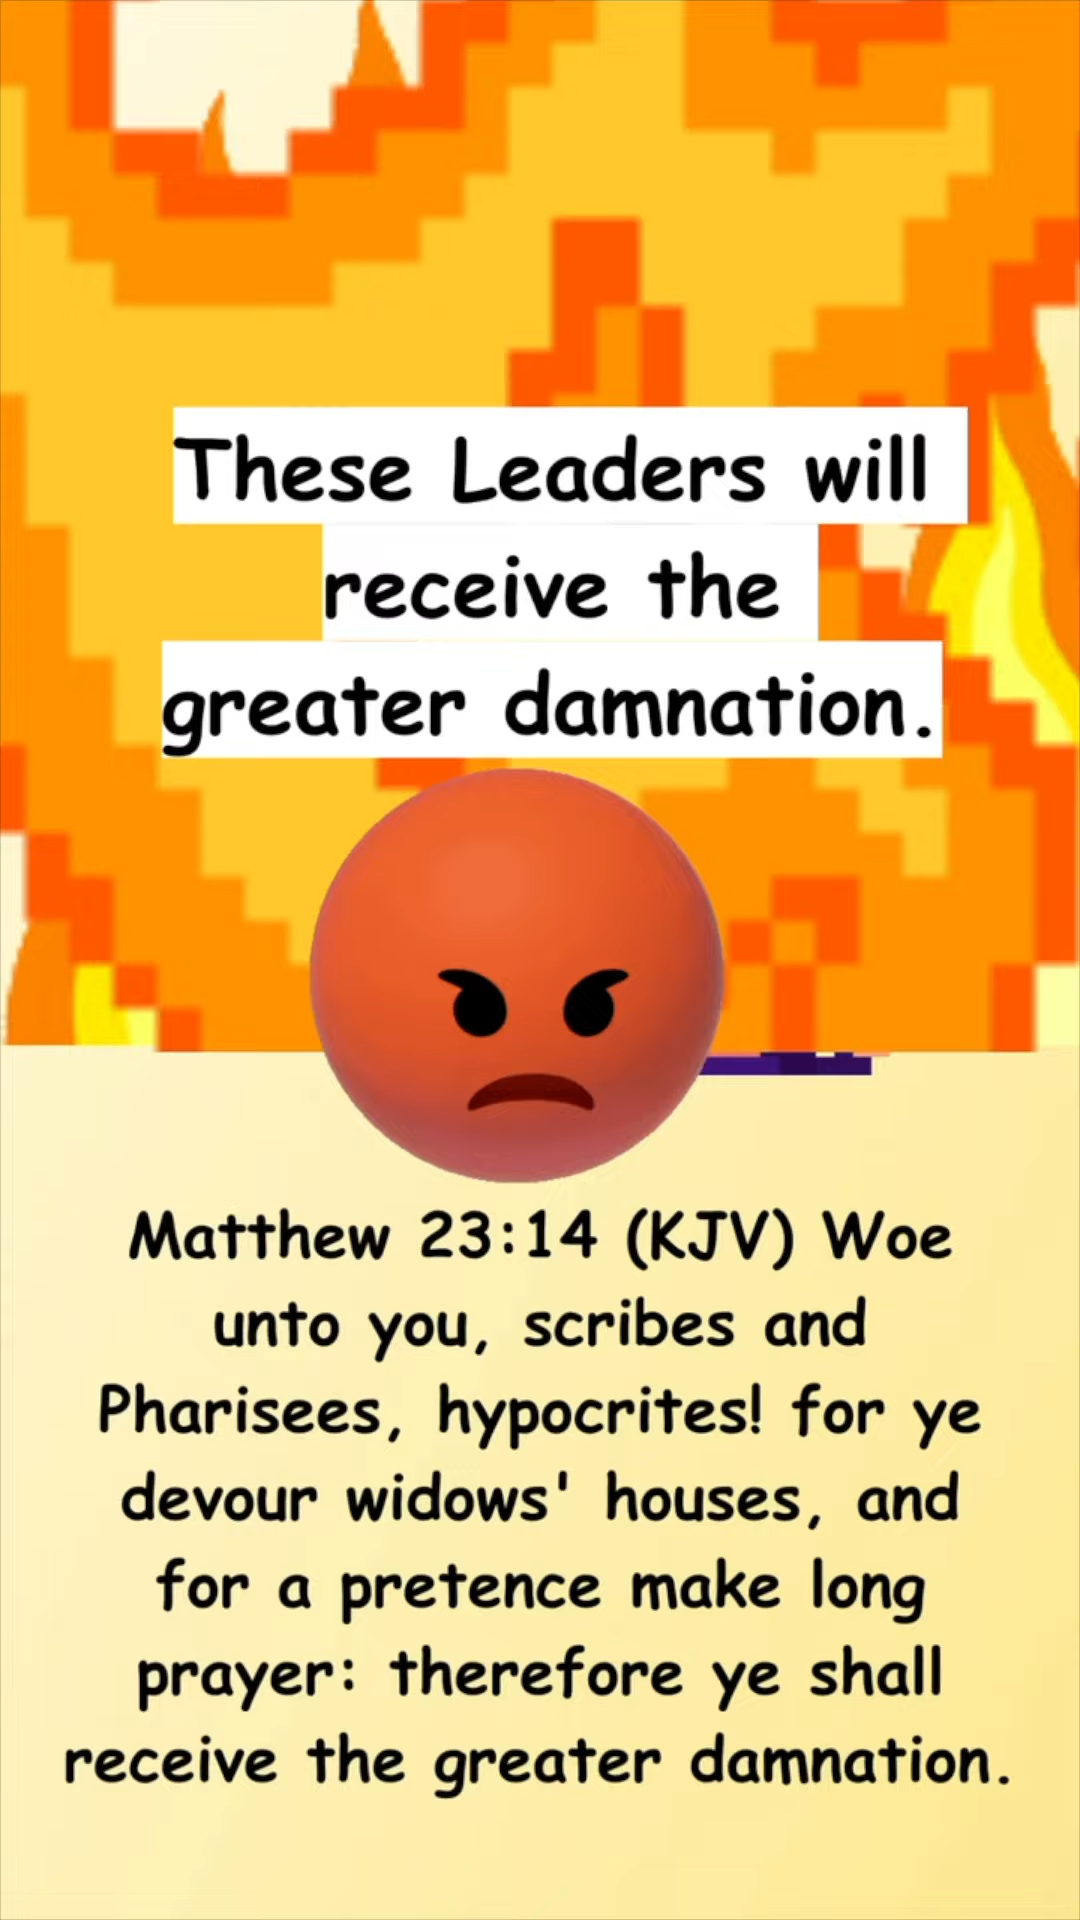 These Leaders will
receive the
greater damnation.
Matthew 23:14 (KJV) Woe
unto you, scribes and
Pharisees, hypocrites! for ye
devour widows' houses, and
for a pretence make long
prayer: therefore ye shall
receive the greater damnation.